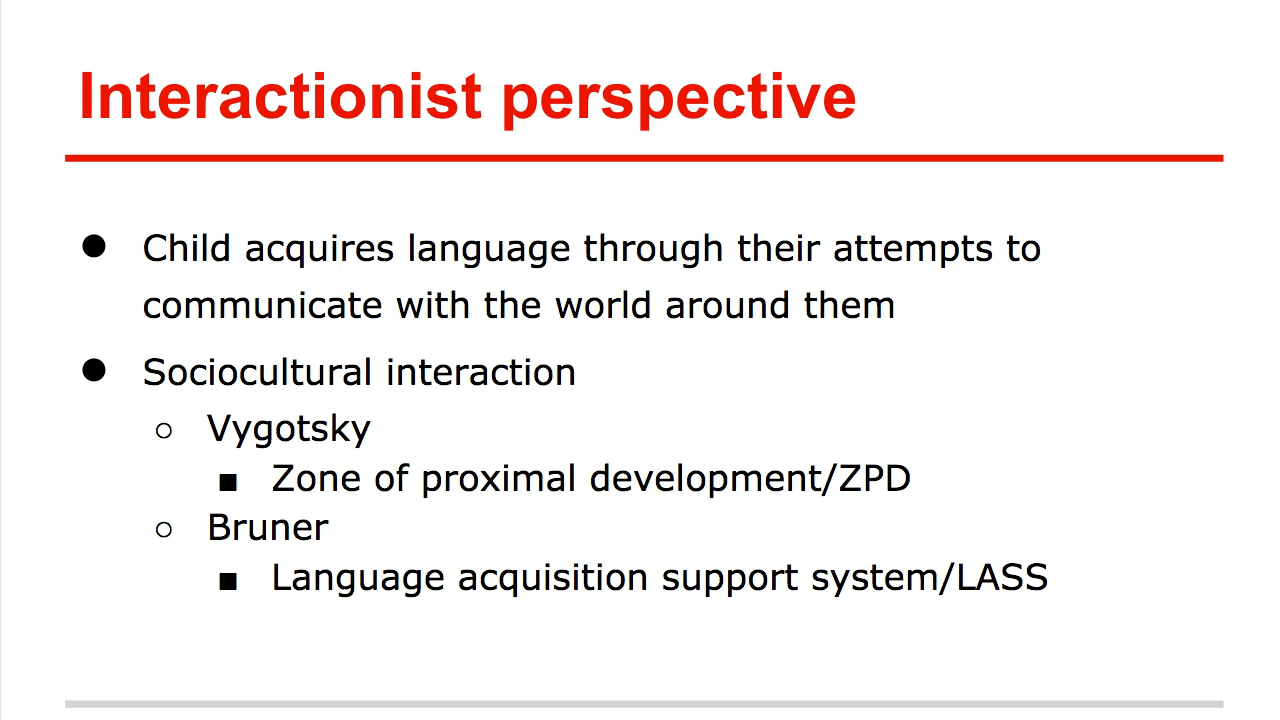 Interactionist perspective
● Child acquires language through their attempts to
communicate with the world around them
● Sociocultural interaction
○ Vygotsky
■ Zone of proximal development/ZPD
○ Bruner
■ Language acquisition support system/LASS